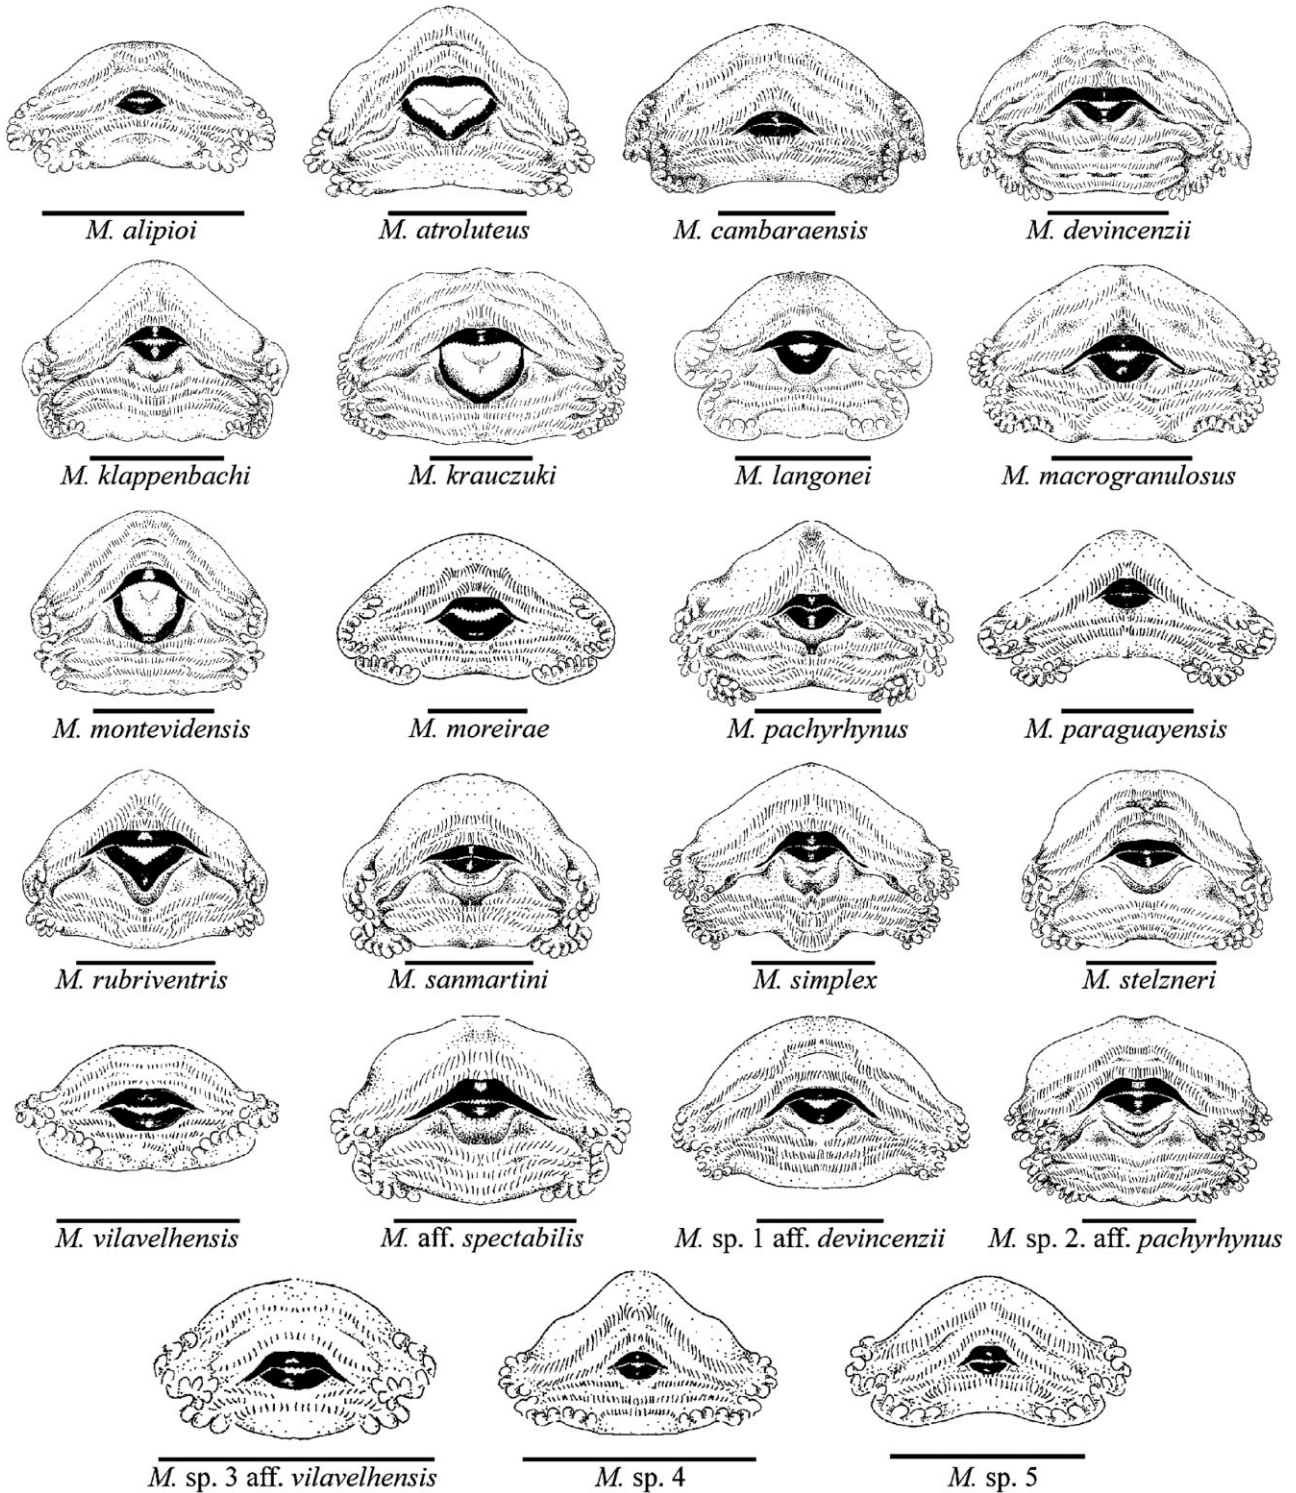 M. alipioi M. atroluteus M. cambaraensis M. devincenzii
M. klappenbachi M. krauczuki M. langonei M. macrogranulosus
M. montevidensis M. moreirae M. pachyrhynus M. paraguayensis
M. rubriventris M. sanmartini M. simplex M. stelzneri
M. vilavelhensis M. aff. spectabilis M. sp. 1 aff. devincenzii M. sp. 2. aff. pachyrhynus
M. sp. 3 aff. vilavelhensis M. sp. 4 M. sp. 5